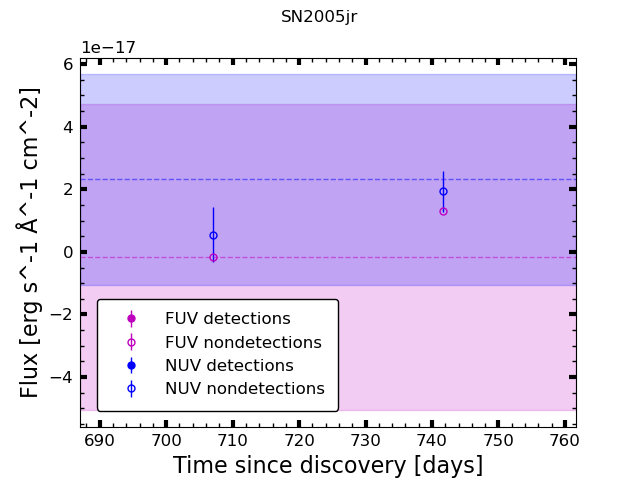 SN2005jr
1e−17
6
4
2
0
−2
−4
Flux [erg s^-1 Å^-1 cm^-2]
FUV detections
FUV nondetections
NUV detections
NUV nondetections
690 700 710 720 730 740 750 760
Time since discovery [days]